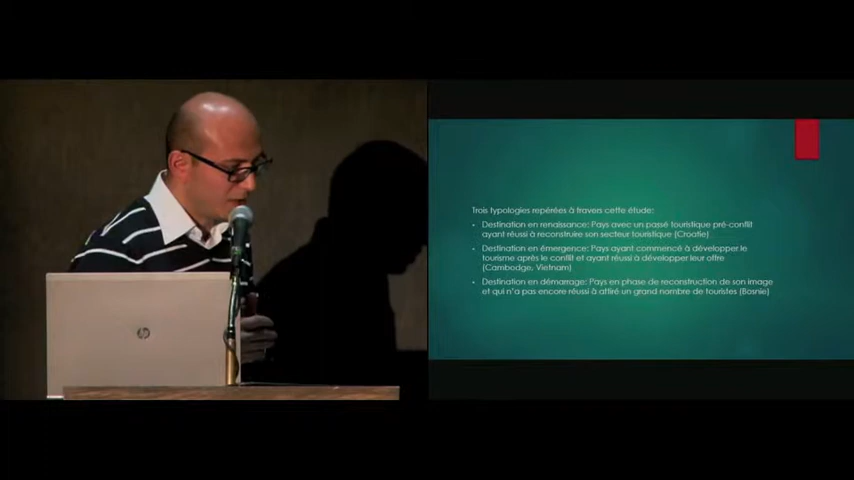 Trois typologies repérées à travers cette étude:
Destination en renaissance: Pays avec un passé touristique pré-conflit
ayant réussi à reconstruire son secteur touristique (Croatie)
Destination en émergence: Pays ayant commencé à développer le
tourisme après le conflit et ayant réussi à développer leur offre
(Cambodge, Vietnam)
Destination en démarrage: Pays en phase de reconstruction de son image
et qui n'a pas encore réussi à attiré un grand nombre de touristes (Bosnie)
hp